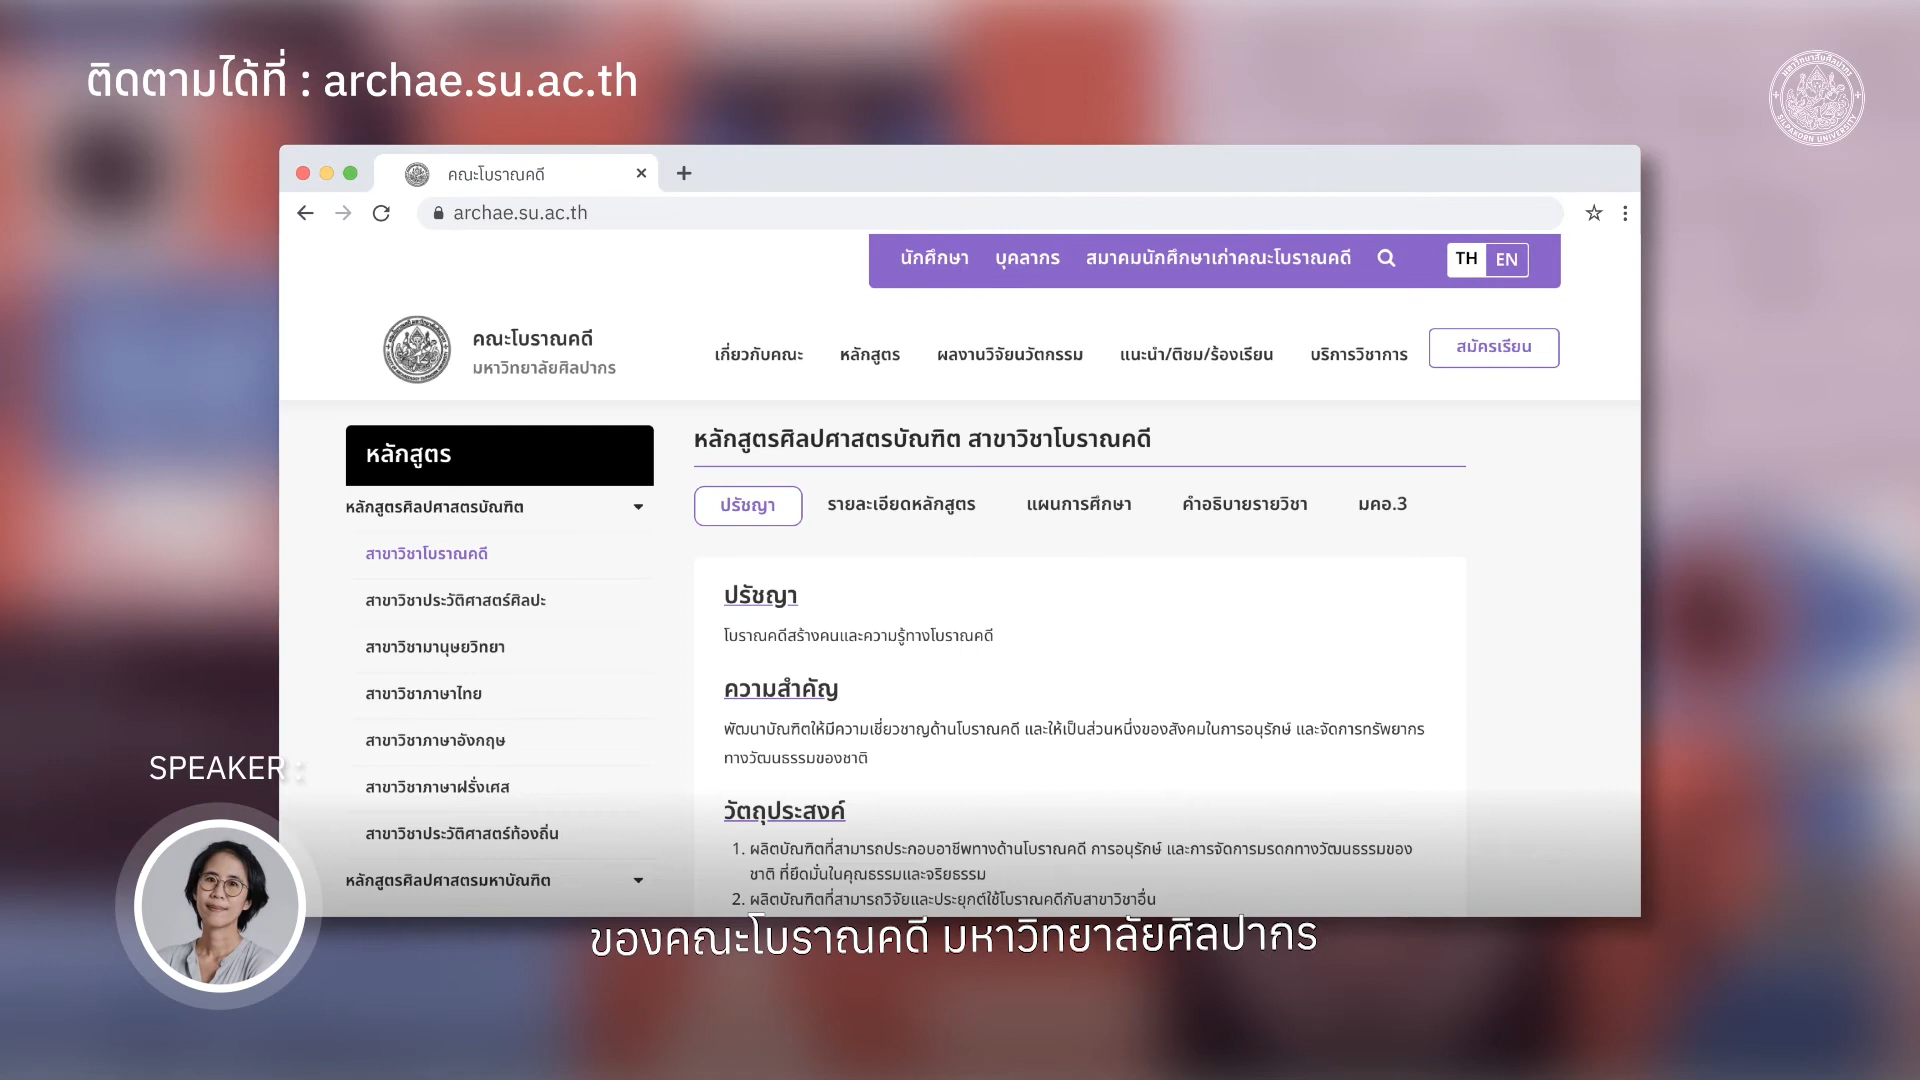 ติดตามได้ที่ : archae.su.ac.th
SILPAKORN UNIVERSITY
คณะโบราณคดี
archae.su.ac.th
นักศึกษา บุคลากร สมาคมนักศึกษาเก่าคณะโบราณคดี TH EN
คณะโบราณคดี
มหาวิทยาลัยศิลปากร
เกี่ยวกับคณะ หลักสูตร ผลงานวิจัยนวัตกรรม แนะนำ/ติชม/ร้องเรียน บริการวิชาการ สมัครเรียน
หลักสูตร
หลักสูตรศิลปศาสตรบัณฑิต
สาขาวิชาโบราณคดี
สาขาวิชาประวัติศาสตร์ศิลปะ
สาขาวิชามานุษยวิทยา
สาขาวิชาภาษาไทย
สาขาวิชาภาษาอังกฤษ
สาขาวิชาภาษาฝรั่งเศส
สาขาวิชาประวัติศาสตร์ท้องถิ่น
หลักสูตรศิลปศาสตรมหาบัณฑิต
หลักสูตรศิลปศาสตรบัณฑิต สาขาวิชาโบราณคดี
ปรัชญา รายละเอียดหลักสูตร แผนการศึกษา คำอธิบายรายวิชา มคอ.3
ปรัชญา
โบราณคดีสร้างคนและความรู้ทางโบราณคดี
ความสำคัญ
พัฒนาบัณฑิตให้มีความเชี่ยวชาญด้านโบราณคดี และให้เป็นส่วนหนึ่งของสังคมในการอนุรักษ์ และจัดการทรัพยากร
ทางวัฒนธรรมของชาติ
วัตถุประสงค์
1. ผลิตบัณฑิตที่สามารถประกอบอาชีพทางด้านโบราณคดี การอนุรักษ์ และการจัดการมรดกทางวัฒนธรรมของ
ชาติ ที่ยึดมั่นในคุณธรรมและจริยธรรม
2. ผลิตบัณฑิตที่สามารถวิจัยและประยุกต์ใช้โบราณคดีกับสาขาวิชาอื่น
SPEAKER :
ของคณะโบราณคดี มหาวิทยาลัยศิลปากร